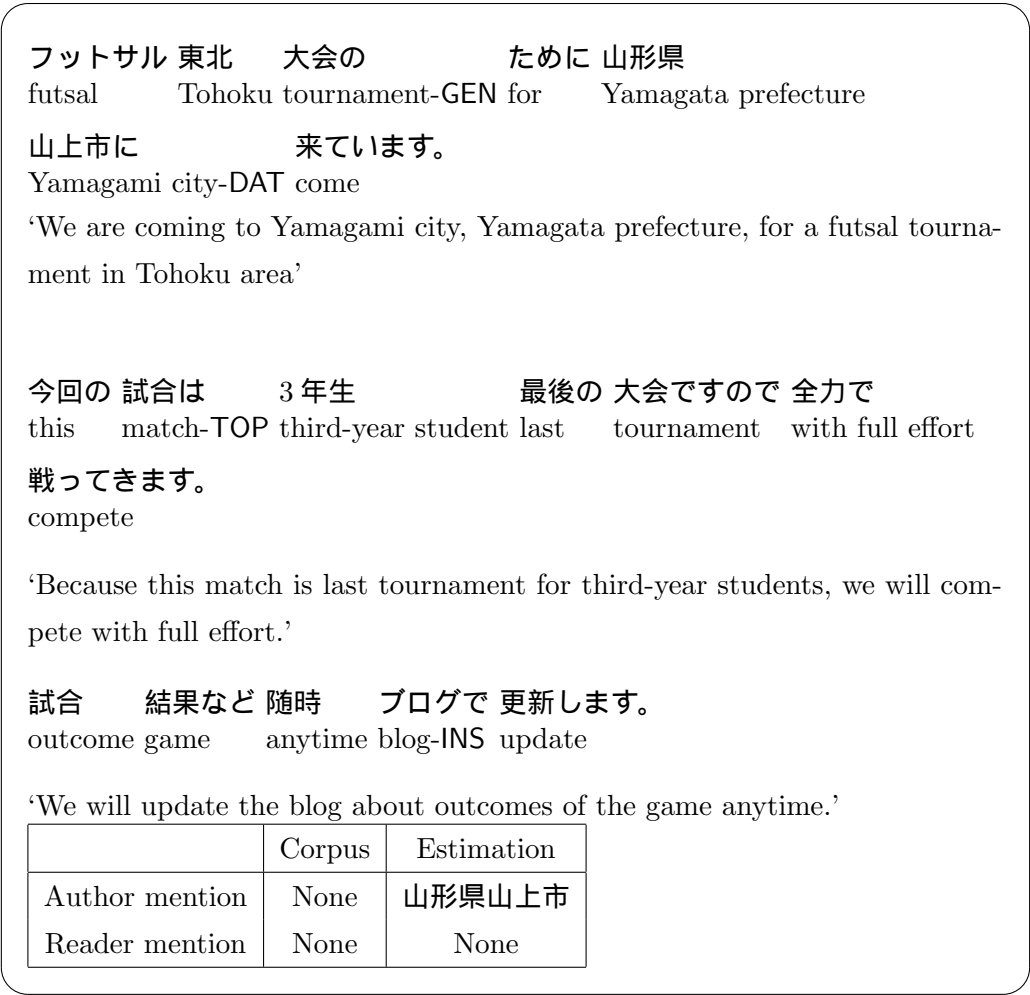 フットサル 東北 大会の ために 山形県
futsal Tohoku tournament-GEN for Yamagata prefecture
山上市に 来ています。
Yamagami city-DAT come
‘We are coming to Yamagami city, Yamagata prefecture, for a futsal tourna-
ment in Tohoku area’
今回の 試合は 3 年生 最後の 大会ですので 全力で
this match-TOP third-year student last tournament with full effort
戦ってきます。
compete
‘Because this match is last tournament for third-year students, we will com-
pete with full effort.’
試合 結果など 随時 ブログで 更新します。
outcome game anytime blog-INS update
‘We will update the blog about outcomes of the game anytime.’
Corpus Estimation
Author mention None 山形県山上市
Reader mention None None